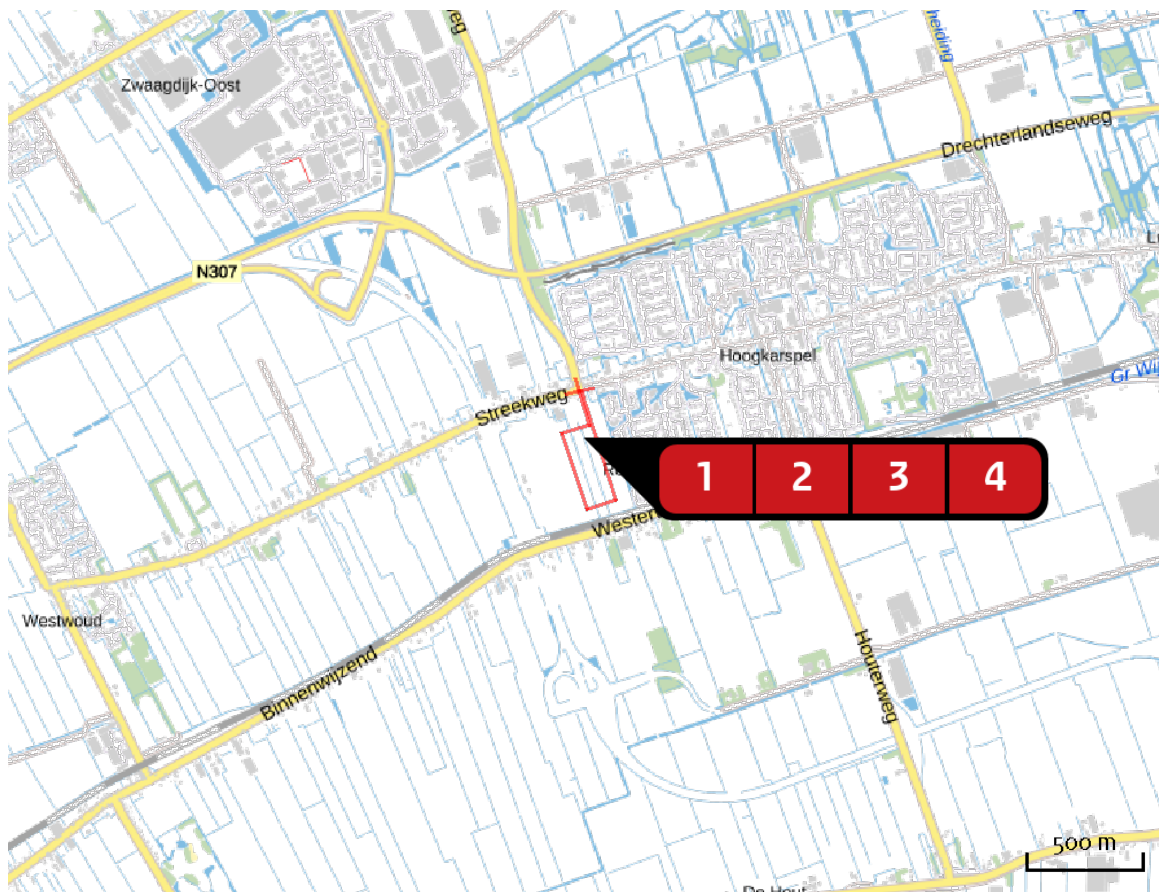 Zwaagdijk-Oost
Drechterlandseweg
N307
Hoogkarspel
Streekweg
1 2 3 4
Westwoud
Binnenwijzend
Houterweg
500 m